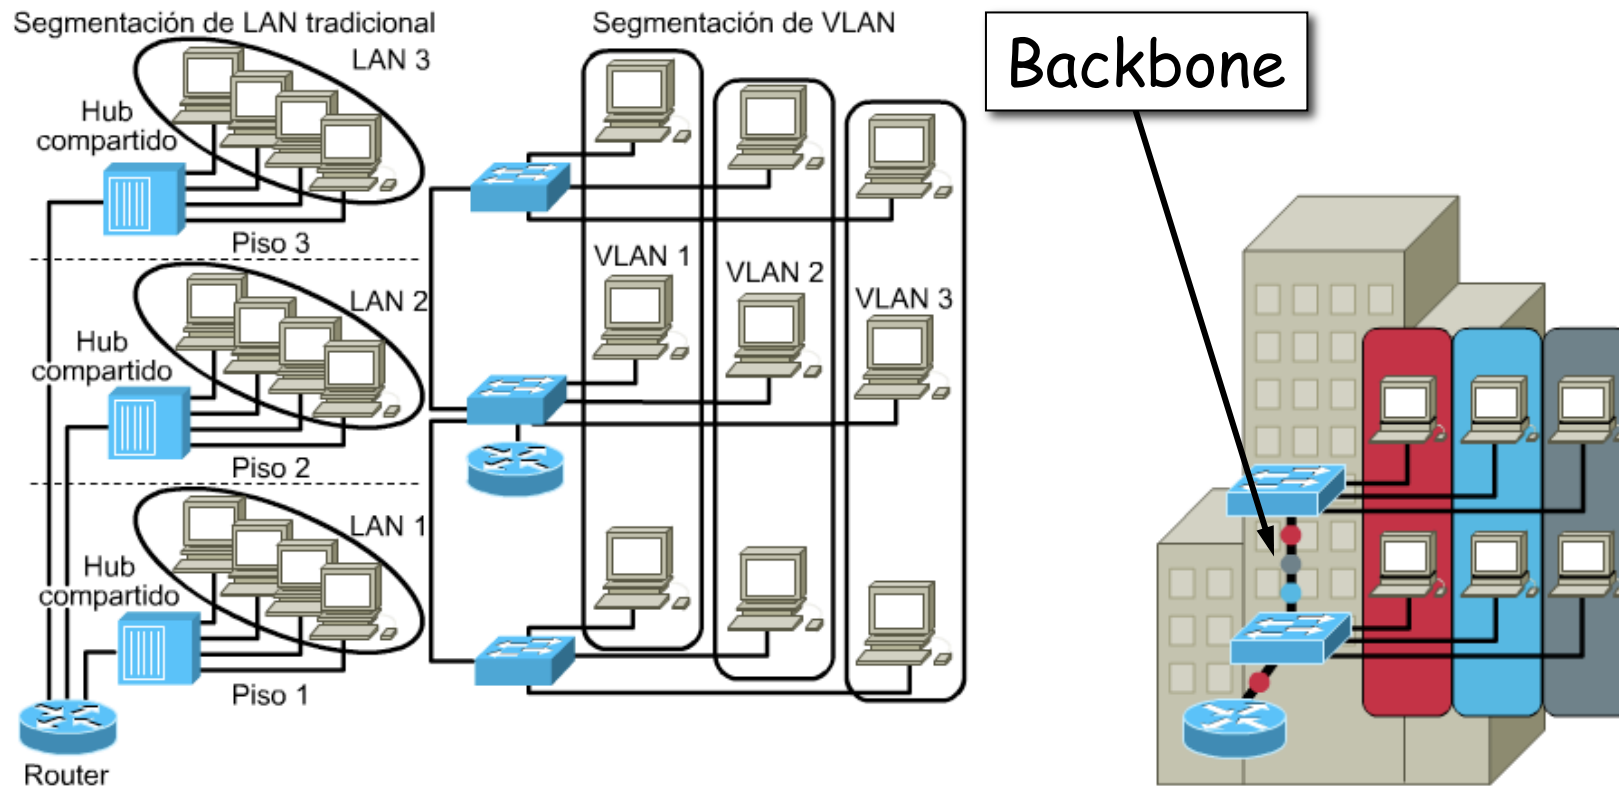 Segmentación de LAN tradicional
LAN 3
Hub
compartido
Piso 3
LAN 2
Hub
compartido
Piso 2
LAN 1
Hub
compartido
Piso 1
Router
Segmentación de VLAN
VLAN 1
VLAN 2
VLAN 3
Backbone